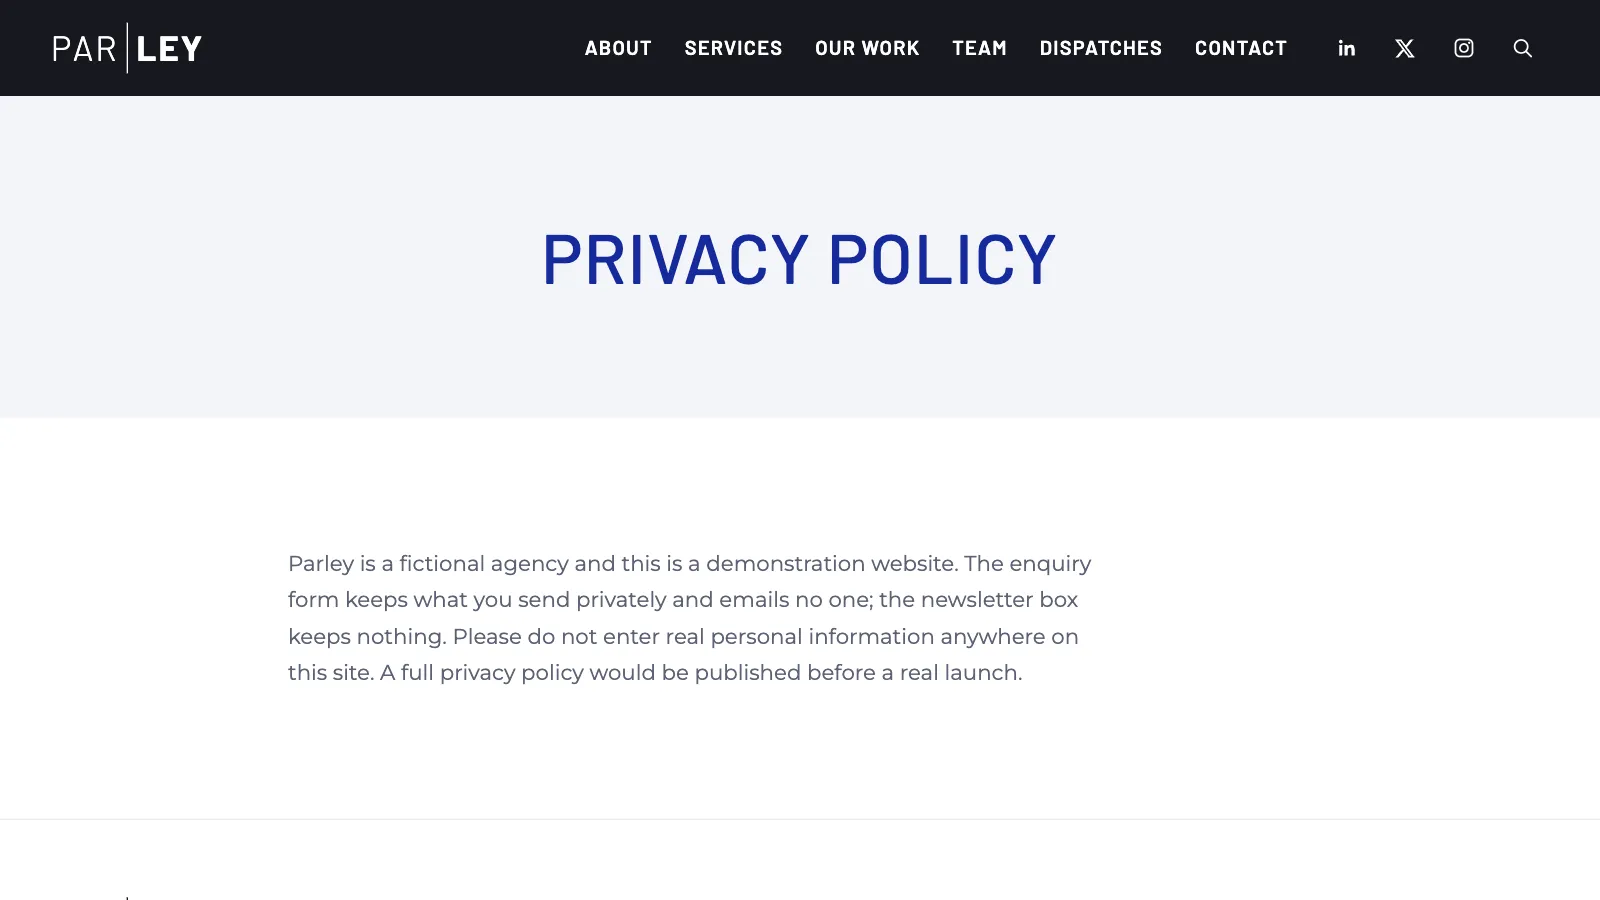 PAR|LEY
ABOUT SERVICES OUR WORK TEAM DISPATCHES CONTACT
PRIVACY POLICY
Parley is a fictional agency and this is a demonstration website. The enquiry
form keeps what you send privately and emails no one; the newsletter box
keeps nothing. Please do not enter real personal information anywhere on
this site. A full privacy policy would be published before a real launch.